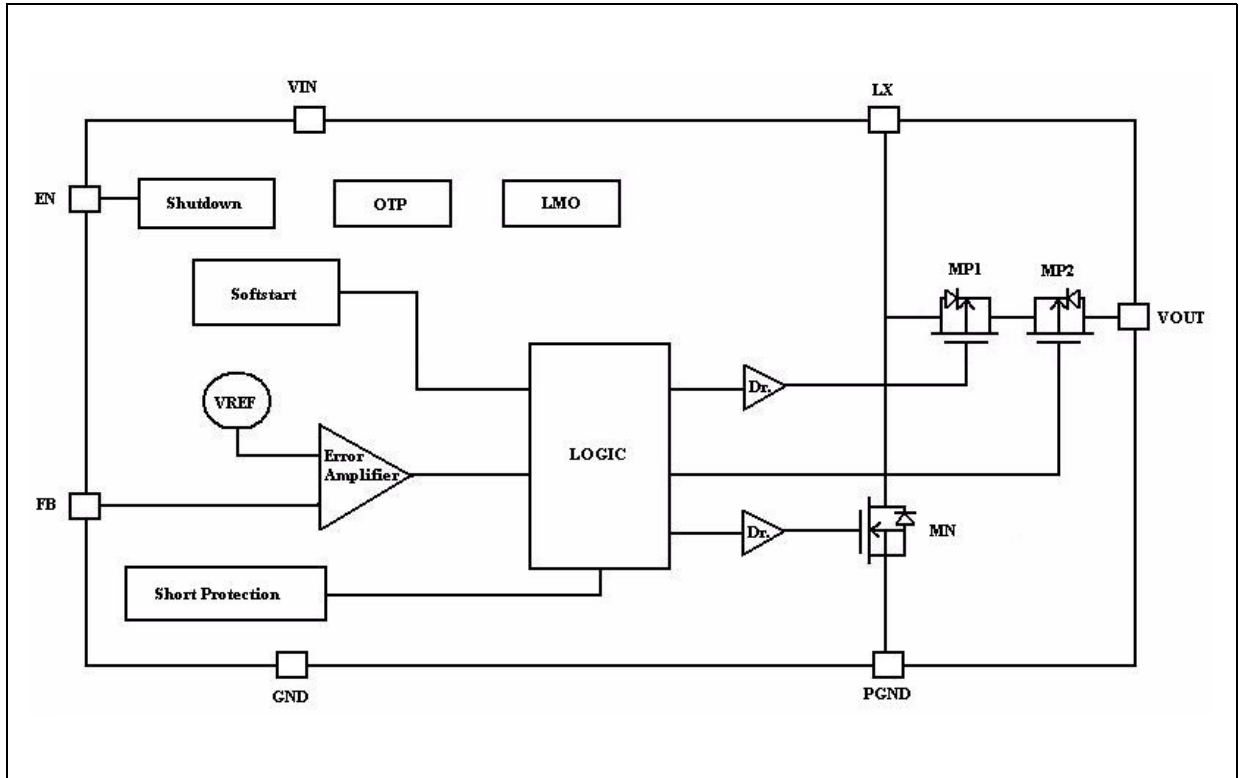 VIN
LX
EN
Shutdown
OTP
LMO
MP1
MP2
Softstart
VOUT
Dr.
VREF
Error
Amplifier
LOGIC
FB
Dr.
MN
Short Protection
GND
PGND